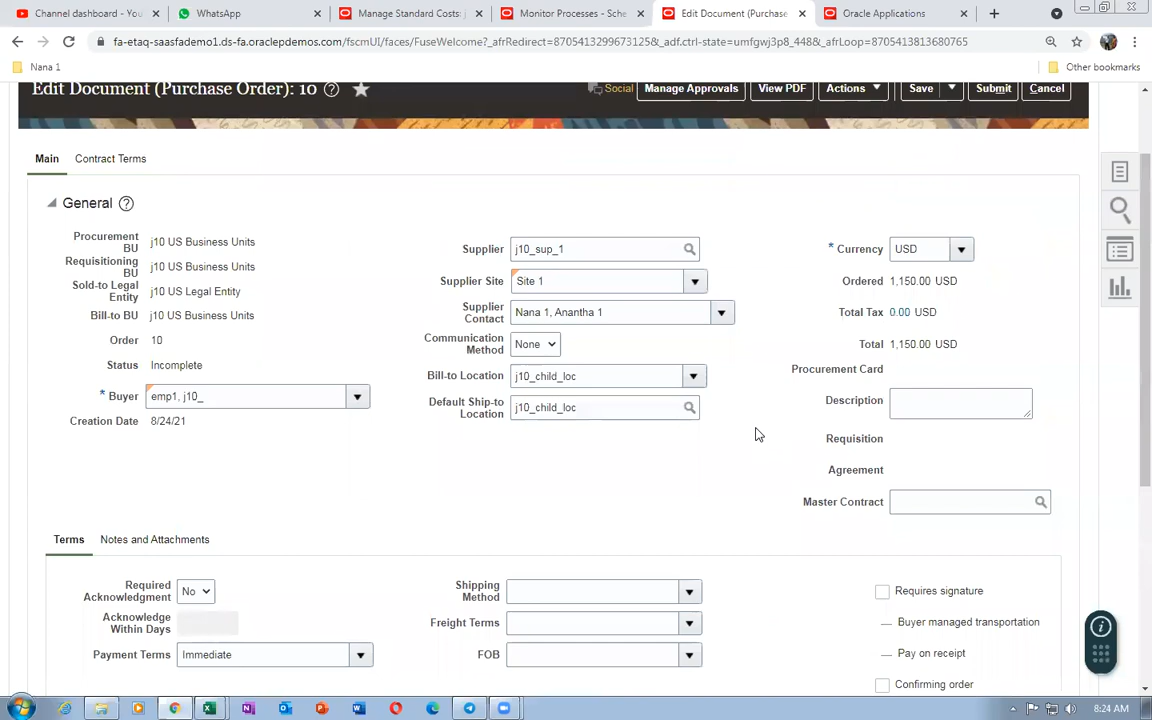 Channel dashboard - You
WhatsApp
Manage Standard Costs:
Monitor Processes - Sche
Edit Document (Purchase
Oracle Applications
fa-etaq-saasfademo1.ds-fa.oraclepdemos.com/fscmUI/faces/FuseWelcome?_afrRedirect=8705413299673125&_adf.ctrl-state=umfgwj3p8_448&_afrLoop=8705413813680765
Nana 1
Other bookmarks
Edit Document (Purchase Order): 10
Social
Manage Approvals
View PDF
Actions
Save
Submit
Cancel
Main
Contract Terms
General
Procurement BU j10 US Business Units
Requisitioning BU j10 US Business Units
Sold-to Legal Entity j10 US Legal Entity
Bill-to BU j10 US Business Units
Order 10
Status Incomplete
* Buyer emp1, j10_
Creation Date 8/24/21
Supplier j10_sup_1
Supplier Site Site 1
Supplier Contact Nana 1, Anantha 1
Communication Method None
Bill-to Location j10_child_loc
Default Ship-to Location j10_child_loc
* Currency USD
Ordered 1,150.00 USD
Total Tax 0.00 USD
Total 1,150.00 USD
Procurement Card
Description
Requisition
Agreement
Master Contract
Terms
Notes and Attachments
Required Acknowledgment No
Acknowledge Within Days
Payment Terms Immediate
Shipping Method
Freight Terms
FOB
Requires signature
Buyer managed transportation
Pay on receipt
Confirming order
8:24 AM